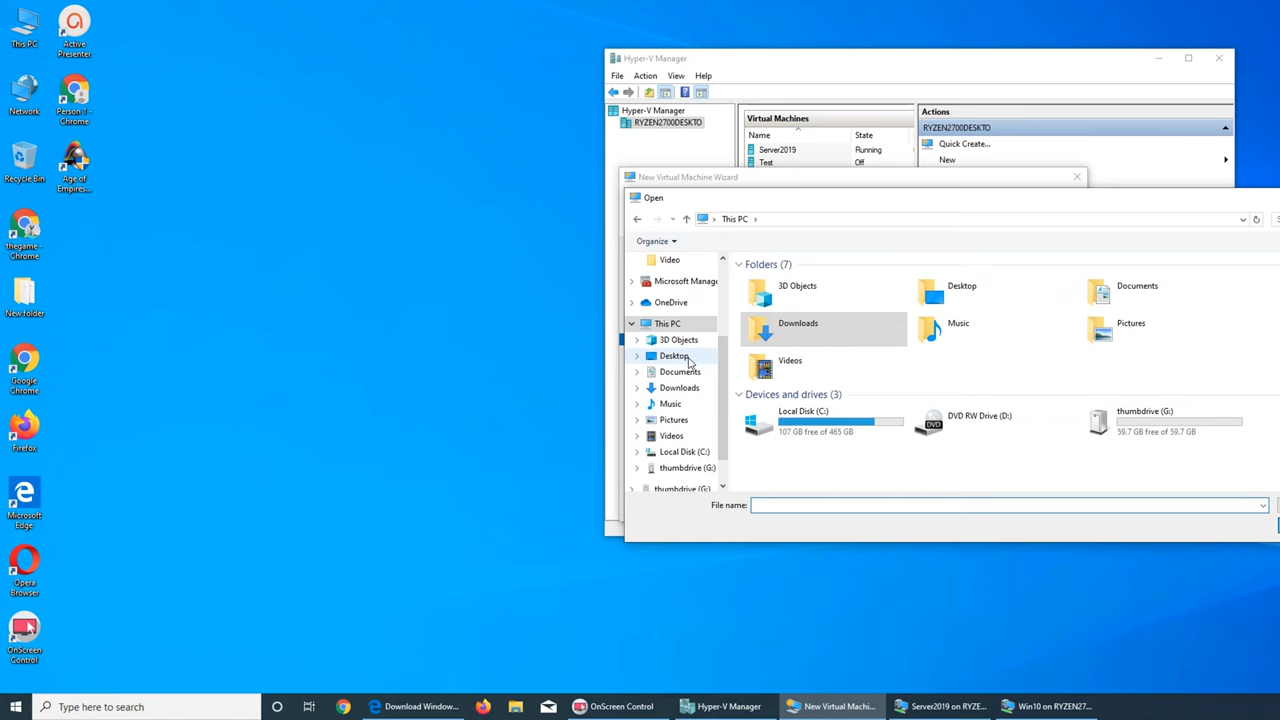 This PC
Active
Presenter
Network
Person 1 -
Chrome
Recycle Bin
Age of
Empires...
thegame -
Chrome
New folder
Google
Chrome
Firefox
Microsoft
Edge
Opera
Browser
OnScreen
Control
Hyper-V Manager
File Action View Help
Hyper-V Manager
RYZEN2700DESKTO
Virtual Machines
Name State
Server2019 Running
Test Off
Actions
RYZEN2700DESKTO
Quick Create...
New
New Virtual Machine Wizard
Open
This PC
Organize
Video
Microsoft Manage
OneDrive
This PC
3D Objects
Desktop
Documents
Downloads
Music
Pictures
Videos
Local Disk (C:)
thumbdrive (G:)
thumbdrive (G:)
Folders (7)
3D Objects Desktop Documents
Downloads Music Pictures
Videos
Devices and drives (3)
Local Disk (C:)
107 GB free of 465 GB
DVD RW Drive (D:)
DVD
thumbdrive (G:)
59.7 GB free of 59.7 GB
File name:
Type here to search
Download Window...
OnScreen Control
Hyper-V Manager
New Virtual Machi...
Server2019 on RYZE...
Win10 on RYZEN27...